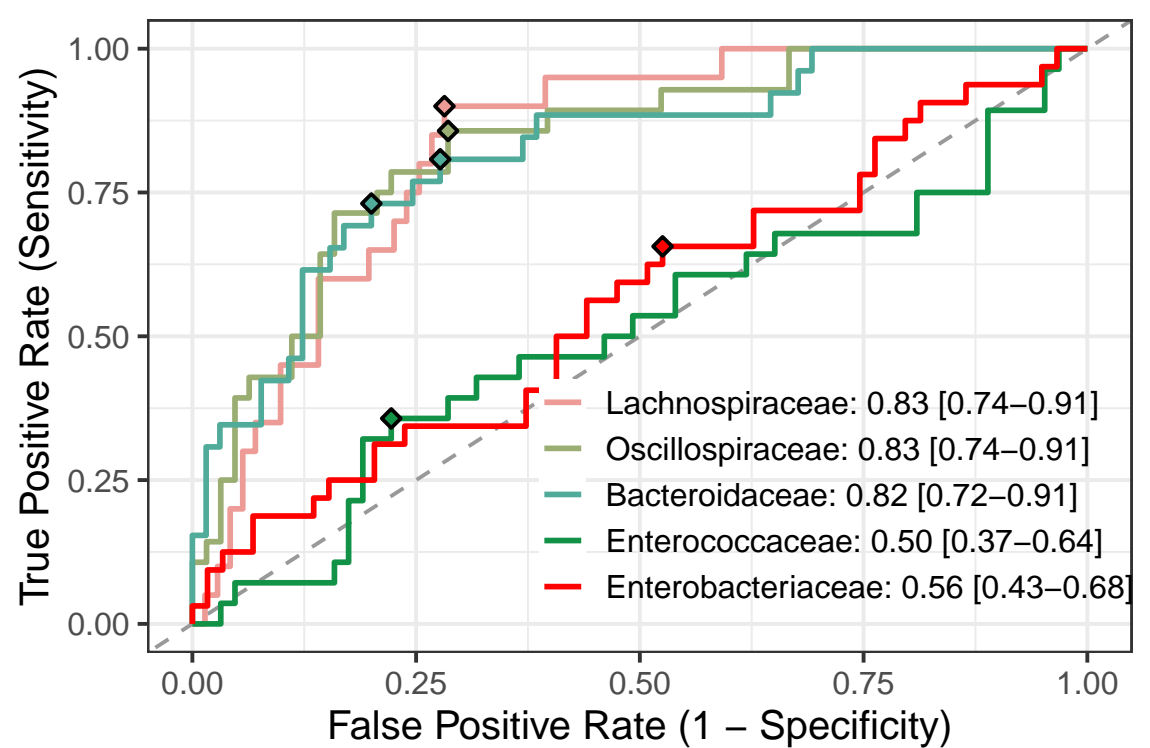 True Positive Rate (Sensitivity)
1.00
0.75
0.50
0.25
0.00
Lachnospiraceae: 0.83 [0.74−0.91]
Oscillospiraceae: 0.83 [0.74−0.91]
Bacteroidaceae: 0.82 [0.72−0.91]
Enterococcaceae: 0.50 [0.37−0.64]
Enterobacteriaceae: 0.56 [0.43−0.68]
0.00 0.25 0.50 0.75 1.00
False Positive Rate (1 − Specificity)